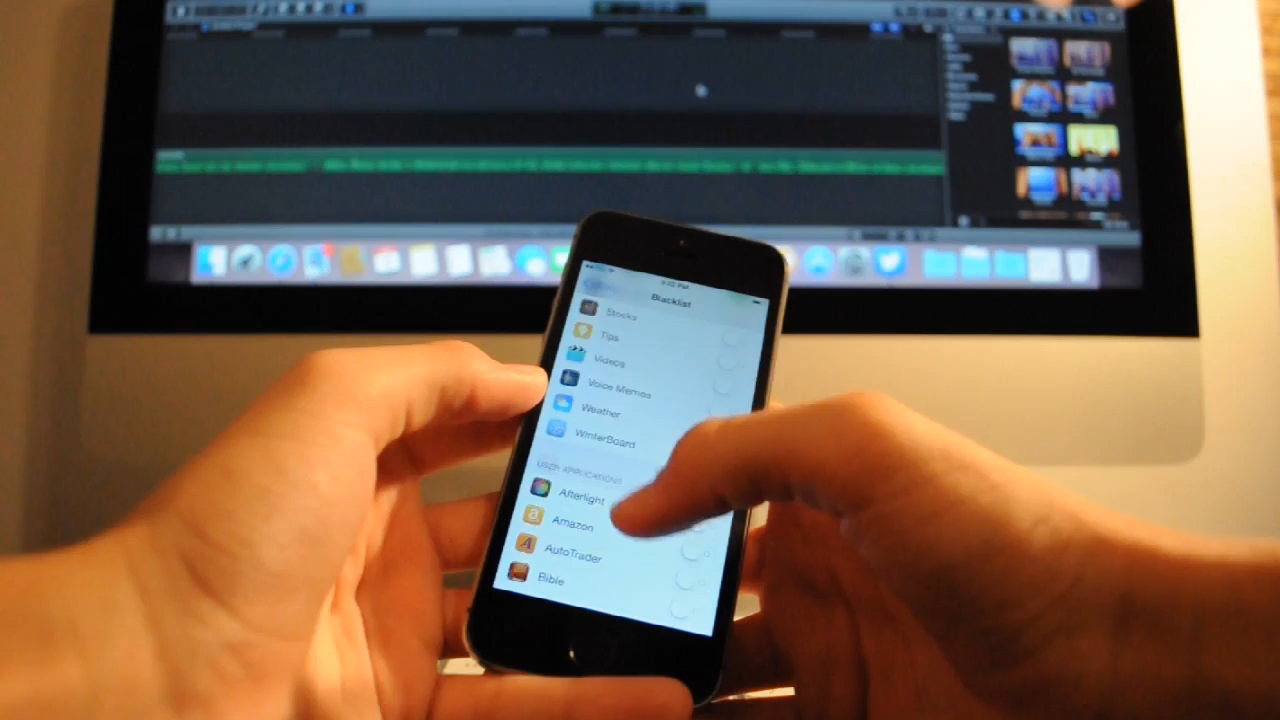 Blacklist
Stocks
Tips
Videos
Voice Memos
Weather
WinterBoard
USER APPLICATIONS
Afterlight
Amazon
AutoTrader
Bible